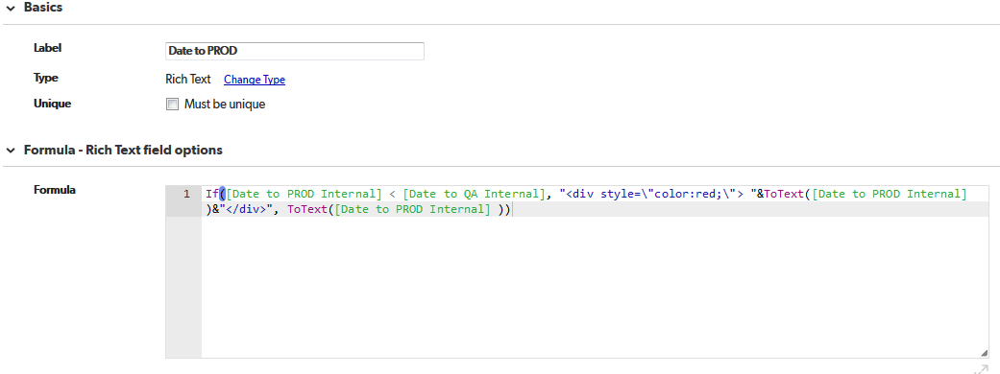 Basics
Label Date to PROD
Type Rich Text Change Type
Unique Must be unique
Formula - Rich Text field options
Formula
1 If([Date to PROD Internal] < [Date to QA Internal], "<div style=\"color:red;\"> "&ToText([Date to PROD Internal]
)&"</div>", ToText([Date to PROD Internal] ))